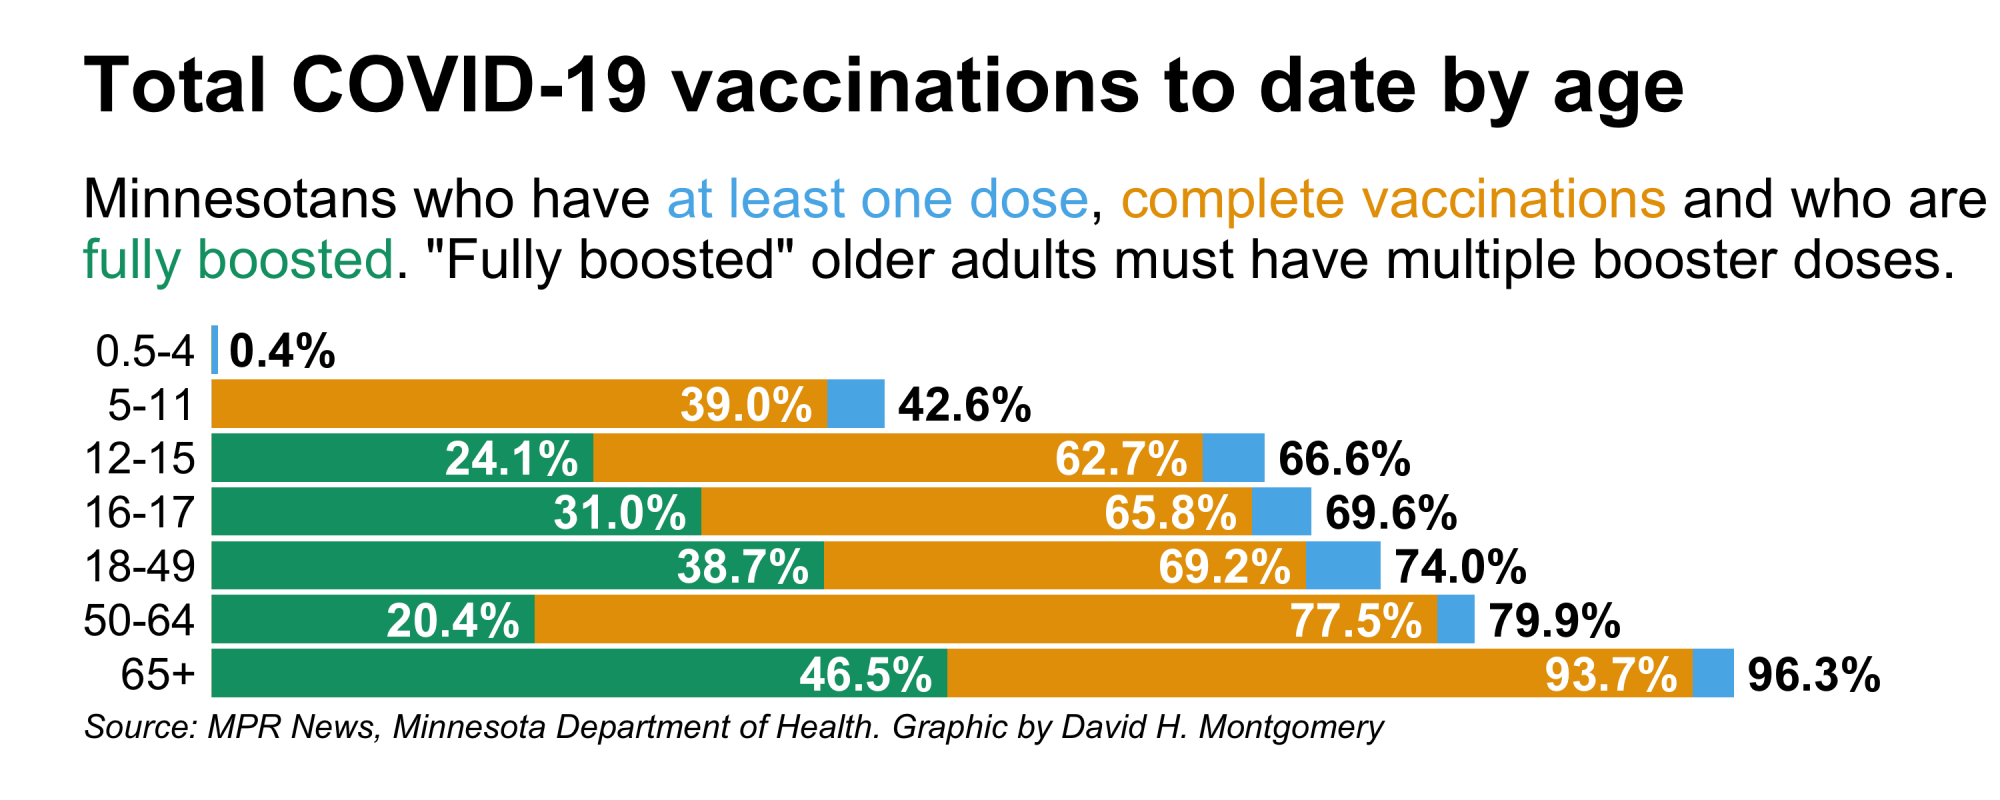 Total COVID-19 vaccinations to date by age
Minnesotans who have at least one dose, complete vaccinations and who are
fully boosted. "Fully boosted" older adults must have multiple booster doses.
0.5-4 0.4%
5-11 39.0% 42.6%
12-15 24.1% 62.7% 66.6%
16-17 31.0% 65.8% 69.6%
18-49 38.7% 69.2% 74.0%
50-64 20.4% 77.5% 79.9%
65+ 46.5% 93.7% 96.3%
Source: MPR News, Minnesota Department of Health. Graphic by David H. Montgomery